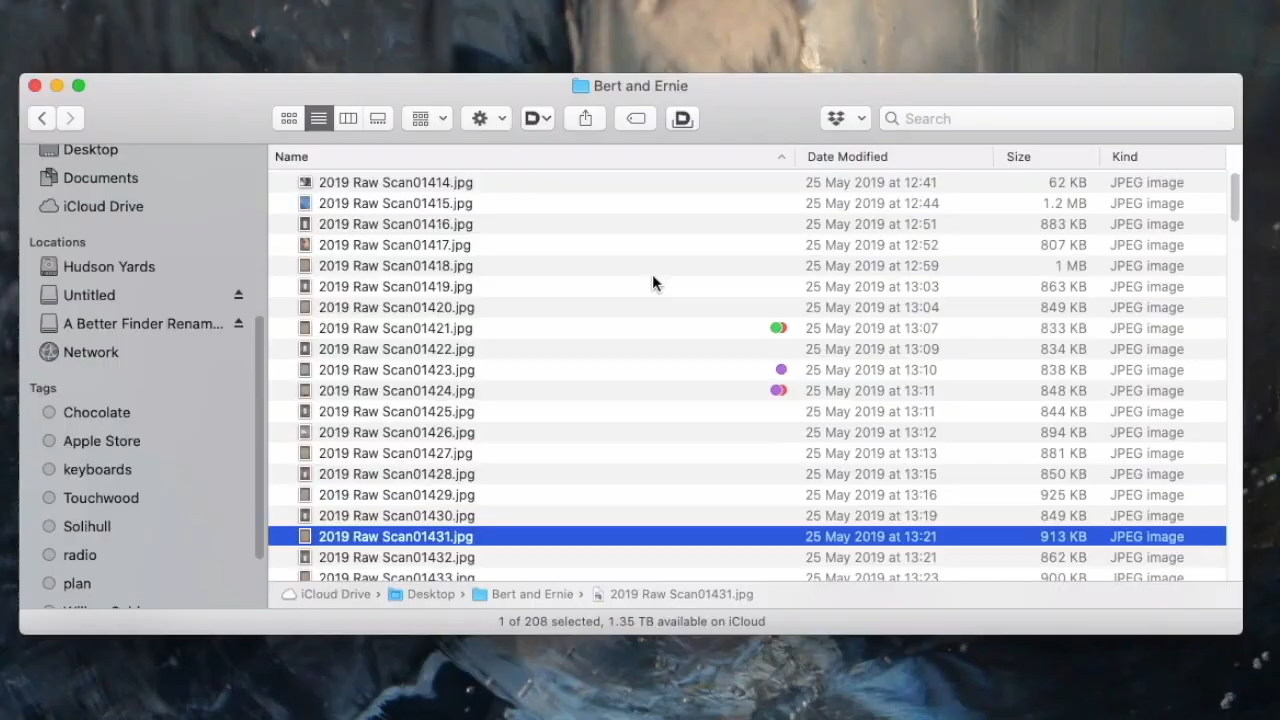 Bert and Ernie
Search
Desktop
Documents
iCloud Drive
Locations
Hudson Yards
Untitled
A Better Finder Renam...
Network
Tags
Chocolate
Apple Store
keyboards
Touchwood
Solihull
radio
plan
Name Date Modified Size Kind
2019 Raw Scan01414.jpg 25 May 2019 at 12:41 62 KB JPEG image
2019 Raw Scan01415.jpg 25 May 2019 at 12:44 1.2 MB JPEG image
2019 Raw Scan01416.jpg 25 May 2019 at 12:51 883 KB JPEG image
2019 Raw Scan01417.jpg 25 May 2019 at 12:52 807 KB JPEG image
2019 Raw Scan01418.jpg 25 May 2019 at 12:59 1 MB JPEG image
2019 Raw Scan01419.jpg 25 May 2019 at 13:03 863 KB JPEG image
2019 Raw Scan01420.jpg 25 May 2019 at 13:04 849 KB JPEG image
2019 Raw Scan01421.jpg 25 May 2019 at 13:07 833 KB JPEG image
2019 Raw Scan01422.jpg 25 May 2019 at 13:09 834 KB JPEG image
2019 Raw Scan01423.jpg 25 May 2019 at 13:10 838 KB JPEG image
2019 Raw Scan01424.jpg 25 May 2019 at 13:11 848 KB JPEG image
2019 Raw Scan01425.jpg 25 May 2019 at 13:11 844 KB JPEG image
2019 Raw Scan01426.jpg 25 May 2019 at 13:12 894 KB JPEG image
2019 Raw Scan01427.jpg 25 May 2019 at 13:13 881 KB JPEG image
2019 Raw Scan01428.jpg 25 May 2019 at 13:15 850 KB JPEG image
2019 Raw Scan01429.jpg 25 May 2019 at 13:16 925 KB JPEG image
2019 Raw Scan01430.jpg 25 May 2019 at 13:19 849 KB JPEG image
2019 Raw Scan01431.jpg 25 May 2019 at 13:21 913 KB JPEG image
2019 Raw Scan01432.jpg 25 May 2019 at 13:21 862 KB JPEG image
2019 Raw Scan01433.jpg 25 May 2019 at 13:23 900 KB JPEG image
iCloud Drive › Desktop › Bert and Ernie › 2019 Raw Scan01431.jpg
1 of 208 selected, 1.35 TB available on iCloud